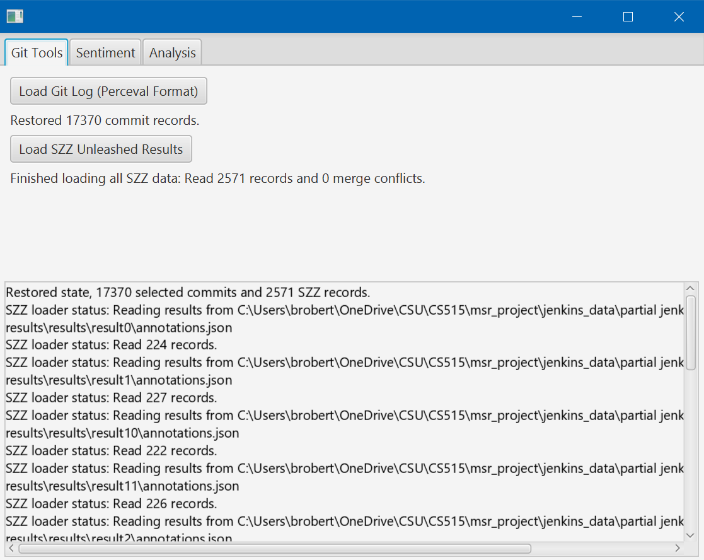 Git Tools Sentiment Analysis
Load Git Log (Perceval Format)
Restored 17370 commit records.
Load SZZ Unleashed Results
Finished loading all SZZ data: Read 2571 records and 0 merge conflicts.
Restored state, 17370 selected commits and 2571 SZZ records.
SZZ loader status: Reading results from C:\Users\brobert\OneDrive\CSU\CS515\msr_project\jenkins_data\partial jenk
results\results\result0\annotations.json
SZZ loader status: Read 224 records.
SZZ loader status: Reading results from C:\Users\brobert\OneDrive\CSU\CS515\msr_project\jenkins_data\partial jenk
results\results\result1\annotations.json
SZZ loader status: Read 227 records.
SZZ loader status: Reading results from C:\Users\brobert\OneDrive\CSU\CS515\msr_project\jenkins_data\partial jenk
results\results\result10\annotations.json
SZZ loader status: Read 222 records.
SZZ loader status: Reading results from C:\Users\brobert\OneDrive\CSU\CS515\msr_project\jenkins_data\partial jenk
results\results\result11\annotations.json
SZZ loader status: Read 226 records.
SZZ loader status: Reading results from C:\Users\brobert\OneDrive\CSU\CS515\msr_project\jenkins_data\partial jenk
results\results\result2\annotations.json